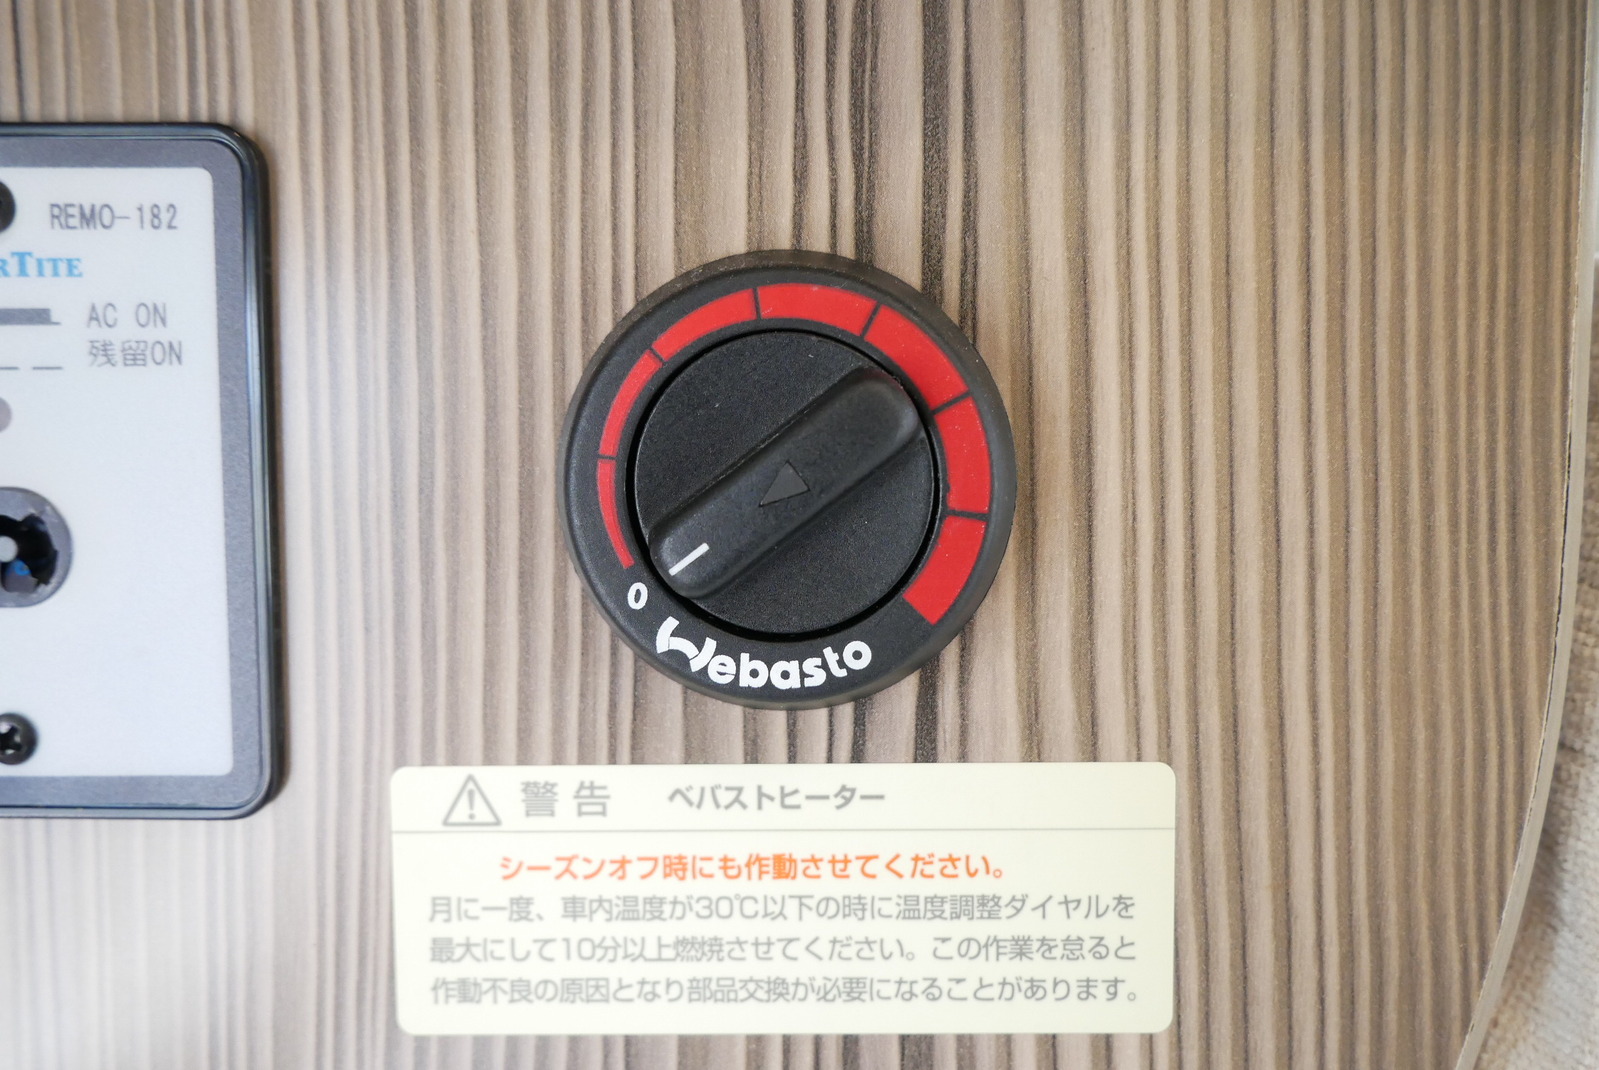 REMO-182
RTITE
AC ON
残留ON
0
Webasto
警告 ベバストヒーター
シーズンオフ時にも作動させてください。
月に一度、車内温度が30℃以下の時に温度調整ダイヤルを
最大にして10分以上燃焼させてください。この作業を怠ると
作動不良の原因となり部品交換が必要になることがあります。